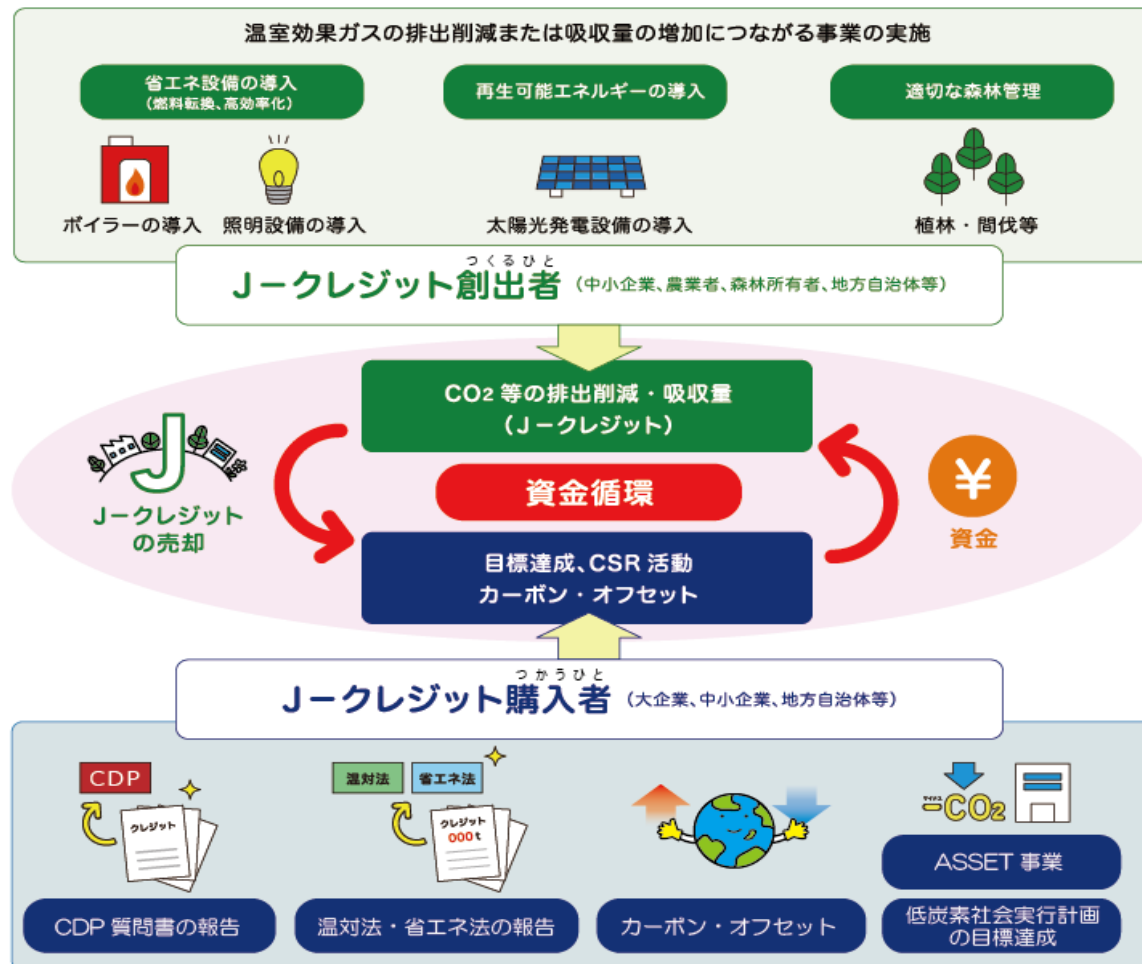 温室効果ガスの排出削減または吸収量の増加につながる事業の実施
省エネ設備の導入
（燃料転換、高効率化）
再生可能エネルギーの導入
適切な森林管理
ボイラーの導入
照明設備の導入
太陽光発電設備の導入
植林・間伐等
つくるひと
Jークレジット創出者（中小企業、農業者、森林所有者、地方自治体等）
CO2 等の排出削減・吸収量
（Jークレジット）
J
Jークレジット
の売却
資金循環
¥
資金
目標達成、CSR 活動
カーボン・オフセット
つかうひと
Jークレジット購入者（大企業、中小企業、地方自治体等）
CDP
クレジット
CDP 質問書の報告
温対法
省エネ法
クレジット
000t
温対法・省エネ法の報告
カーボン・オフセット
マイナス
ーCO2
ASSET 事業
低炭素社会実行計画
の目標達成